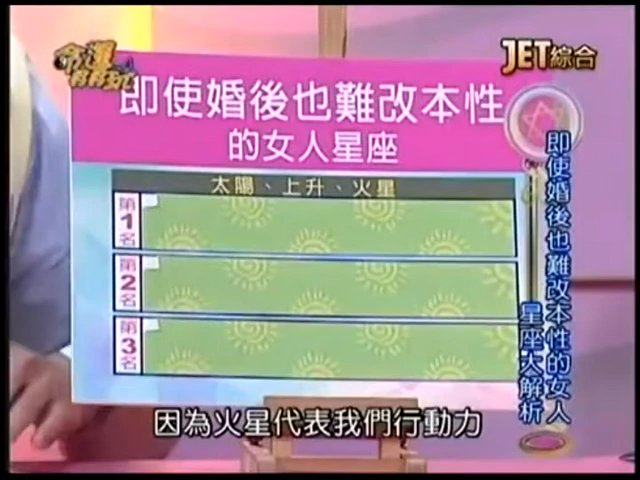 命運好好玩
JET綜合
即使婚後也難改本性
的女人星座
太陽、上升、火星
第1名
第2名
第3名
即使婚後也難改本性的女人
星座大解析
因為火星代表我們行動力